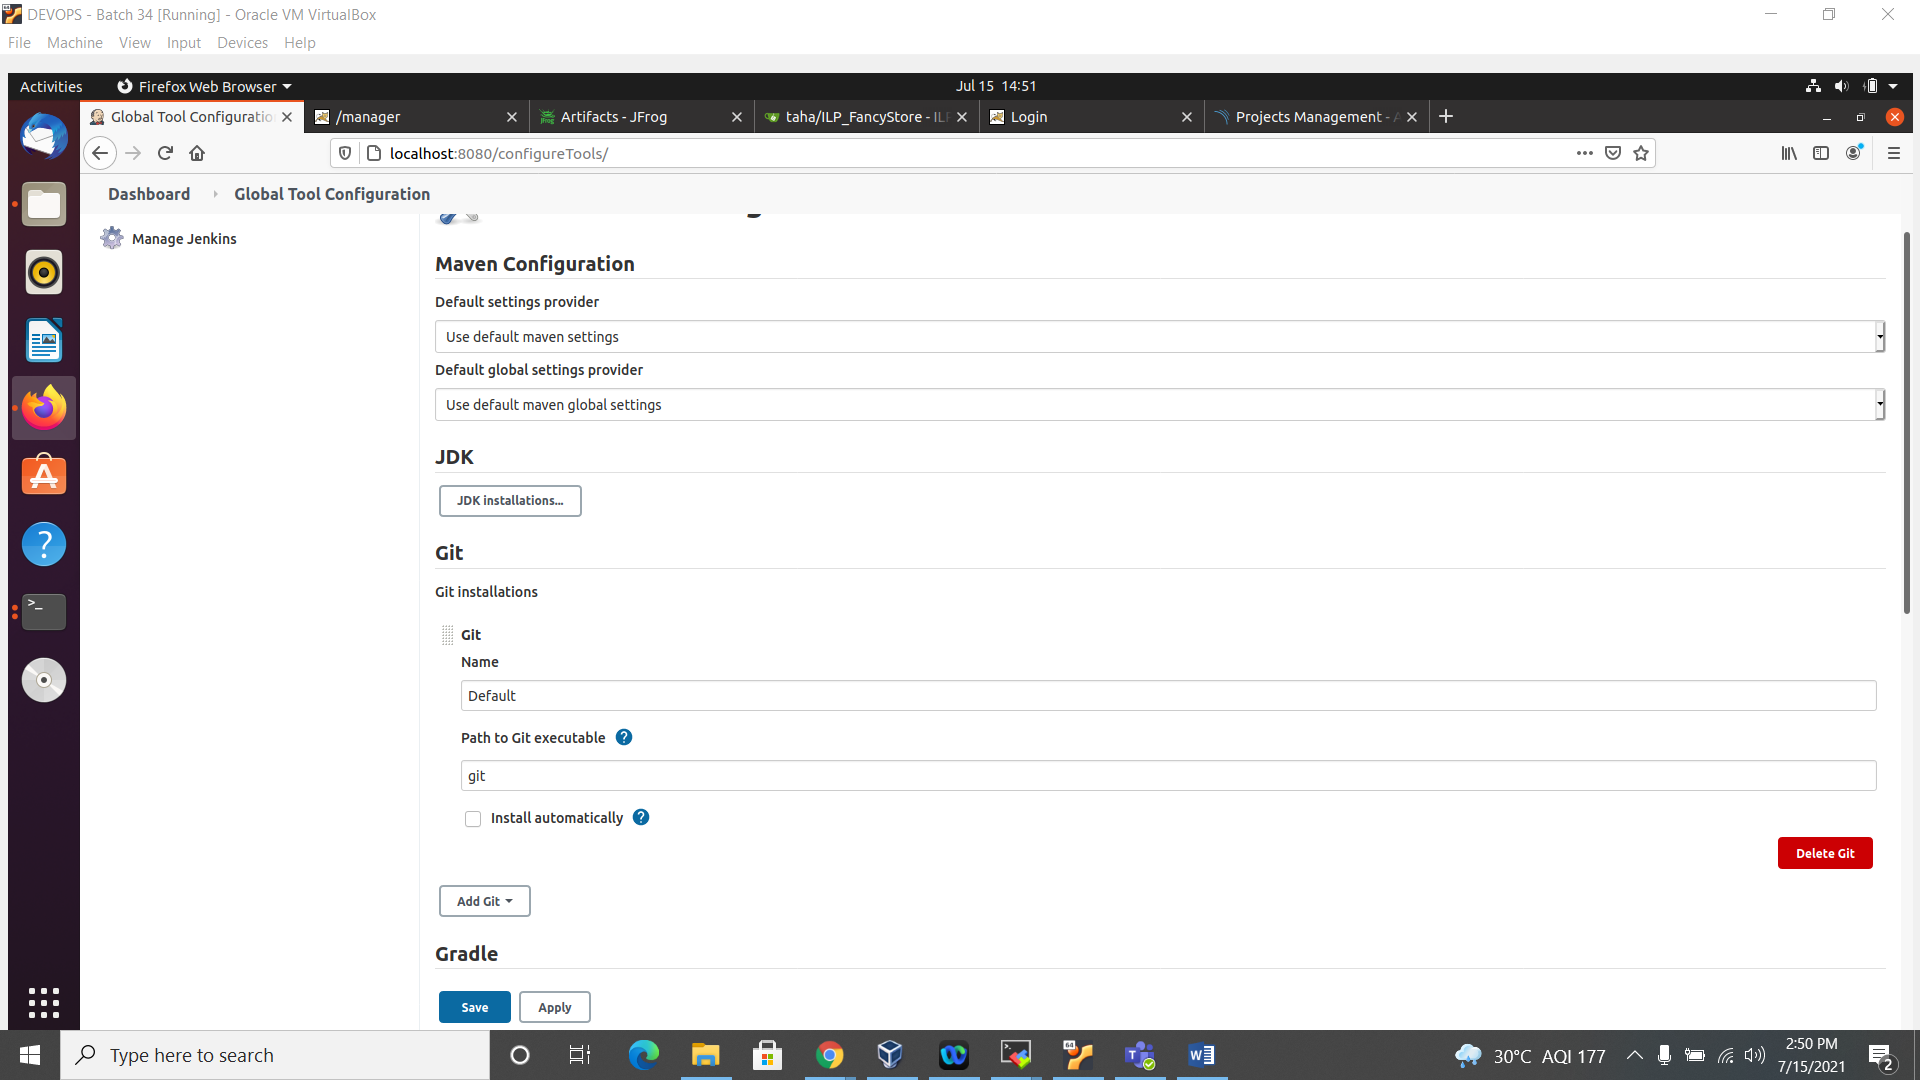 DEVOPS - Batch 34 [Running] - Oracle VM VirtualBox
File Machine View Input Devices Help
Activities Firefox Web Browser Jul 15 14:51
Global Tool Configuratio /manager Artifacts - JFrog taha/ILP_FancyStore - ILP Login Projects Management - A
localhost:8080/configureTools/
Dashboard Global Tool Configuration
Manage Jenkins
Maven Configuration
Default settings provider
Use default maven settings
Default global settings provider
Use default maven global settings
JDK
JDK installations...
Git
Git installations
Git
Name
Default
Path to Git executable ?
git
Install automatically ?
Delete Git
Add Git
Gradle
Save Apply
Type here to search
30°C AQI 177
2:50 PM
7/15/2021
2